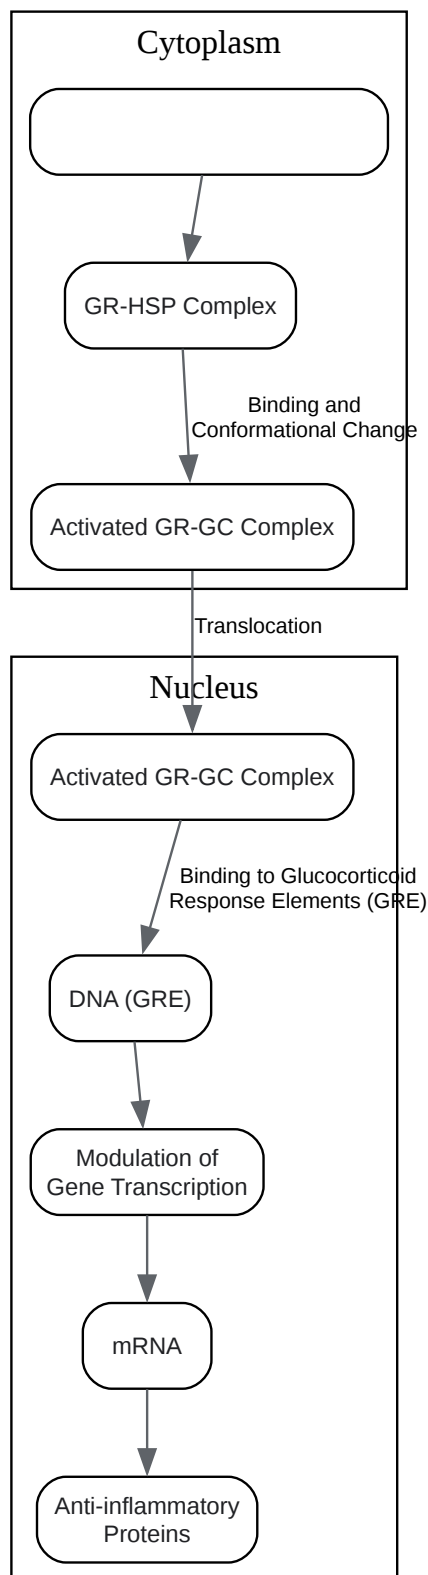 Cytoplasm
GR-HSP Complex
Binding and
Conformational Change
Activated GR-GC Complex
Translocation
Nucleus
Activated GR-GC Complex
Binding to Glucocorticoid
Response Elements (GRE)
DNA (GRE)
Modulation of
Gene Transcription
mRNA
Anti-inflammatory
Proteins